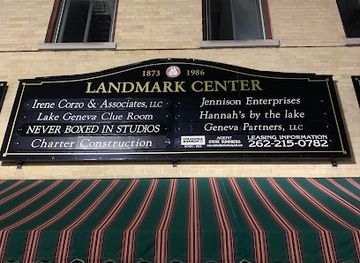 1873 1986
LANDMARK CENTER
Irene Corzo & Associates, LLC
Lake Geneva Clue Room
NEVER BOXED IN STUDIOS
Charter Construction
Jennison Enterprises
Hannah's by the lake
Geneva Partners, LLC
AGENT
LEASING INFORMATION
262-215-0782